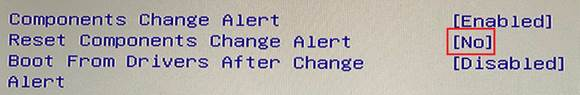 Components Change Alert [Enabled]
Reset Components Change Alert [No]
Boot From Drivers After Change [Disabled]
Alert